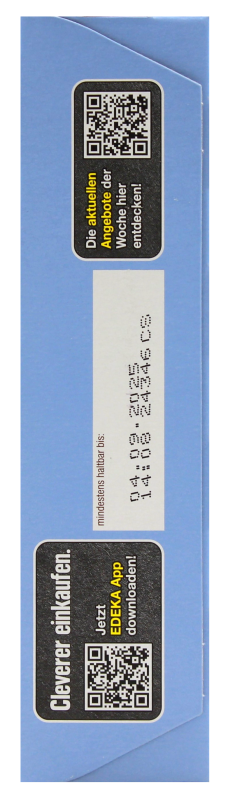 Cleverer einkaufen.
Jetzt
EDEKA App
downloaden!
mindestens haltbar bis:
04.09.2025
14:08 24346 CS
Die aktuellen
Angebote der
Woche hier
entdecken!